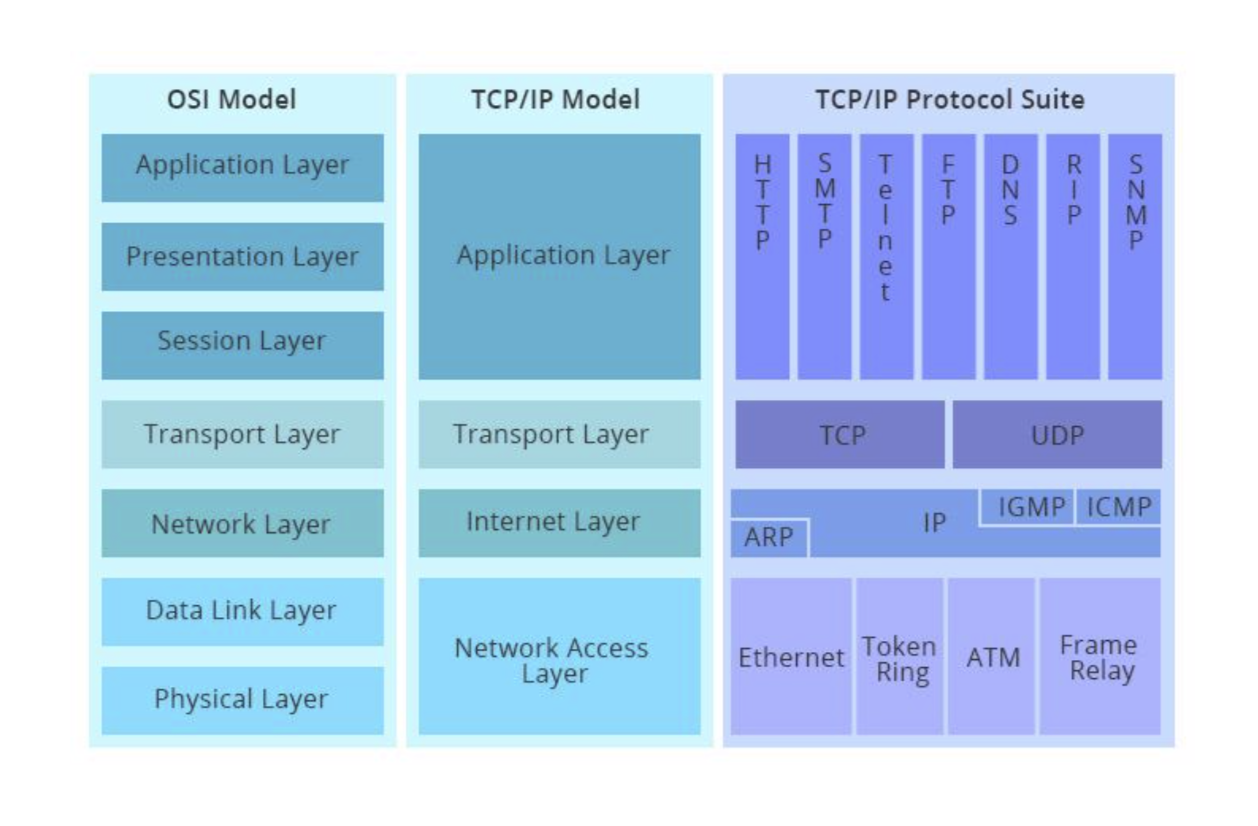 OSI Model
Application Layer
Presentation Layer
Session Layer
Transport Layer
Network Layer
Data Link Layer
Physical Layer
TCP/IP Model
Application Layer
Transport Layer
Internet Layer
Network Access
Layer
TCP/IP Protocol Suite
HTTP
SMTP
Telnet
FTP
DNS
RIP
SNMP
TCP
UDP
IP
IGMP
ICMP
ARP
Ethernet
Token
Ring
ATM
Frame
Relay